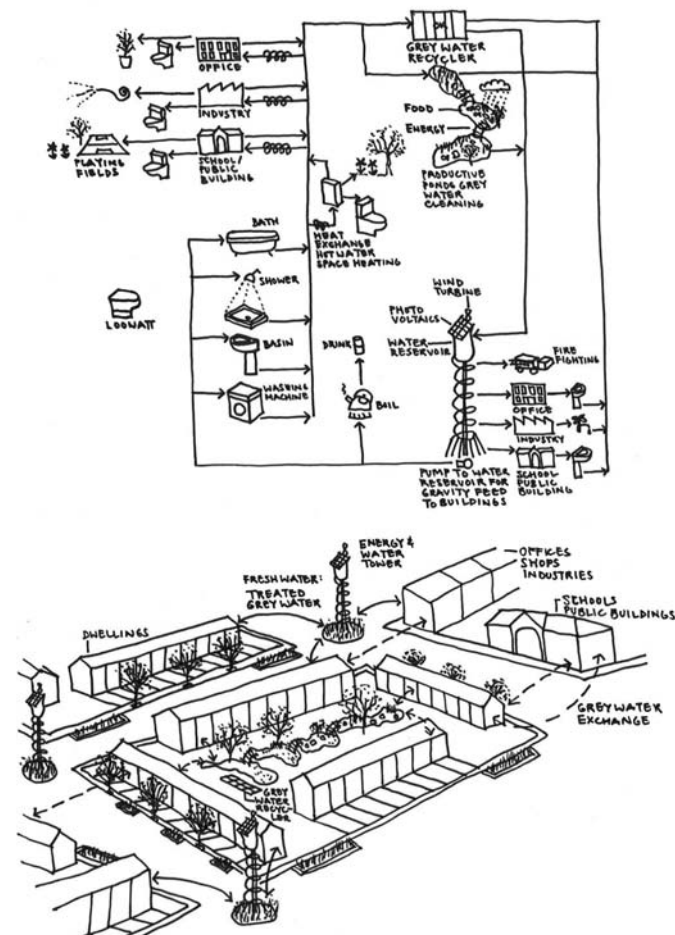 GREY WATER
RECYCLER
OFFICE
FOOD
INDUSTRY
ENERGY
PLAYING
FIELDS
SCHOOL/
PUBLIC
BUILDING
PRODUCTIVE
PONDS GREY
WATER
CLEANING
BATH
HEAT
EXCHANGE
HOTWATER
SPACE HEATING
SHOWER
WIND
TURBINE
LOOWATT
PHOTO
VOLTAICS
BASIN
DRINK
WATER
RESERVOIR
FIRE
FIGHTING
WASHING
MACHINE
BOIL
OFFICE
INDUSTRY
PUMP TO WATER
RESERVOIR FOR
GRAVITY FEED
TO BUILDINGS
SCHOOL
PUBLIC
BUILDING
ENERGY &
WATER
TOWER
OFFICES
SHOPS
INDUSTRIES
FRESHWATER:
TREATED
GREY WATER
SCHOOLS
PUBLIC BUILDINGS
DWELLINGS
GREYWATER
EXCHANGE
GREY
WATER
RECYC-
LER